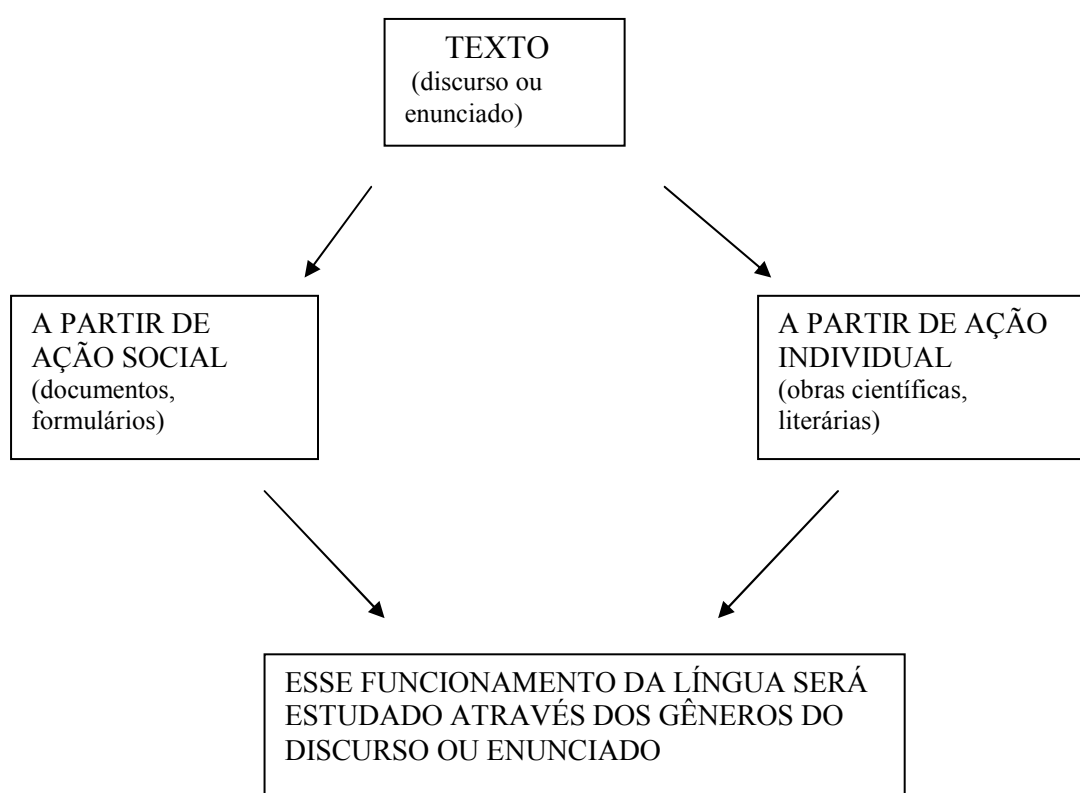 TEXTO
(discurso ou
enunciado)
A PARTIR DE
AÇÃO SOCIAL
(documentos,
formulários)
A PARTIR DE AÇÃO
INDIVIDUAL
(obras científicas,
literárias)
ESSE FUNCIONAMENTO DA LÍNGUA SERÁ
ESTUDADO ATRAVÉS DOS GÊNEROS DO
DISCURSO OU ENUNCIADO